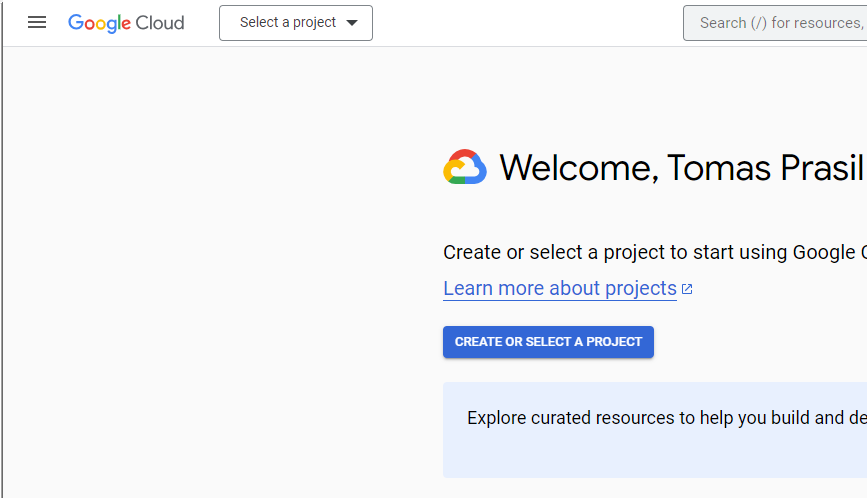 Google Cloud
Select a project
Search (/) for resources,
Welcome, Tomas Prasil
Create or select a project to start using Google
Learn more about projects
CREATE OR SELECT A PROJECT
Explore curated resources to help you build and de